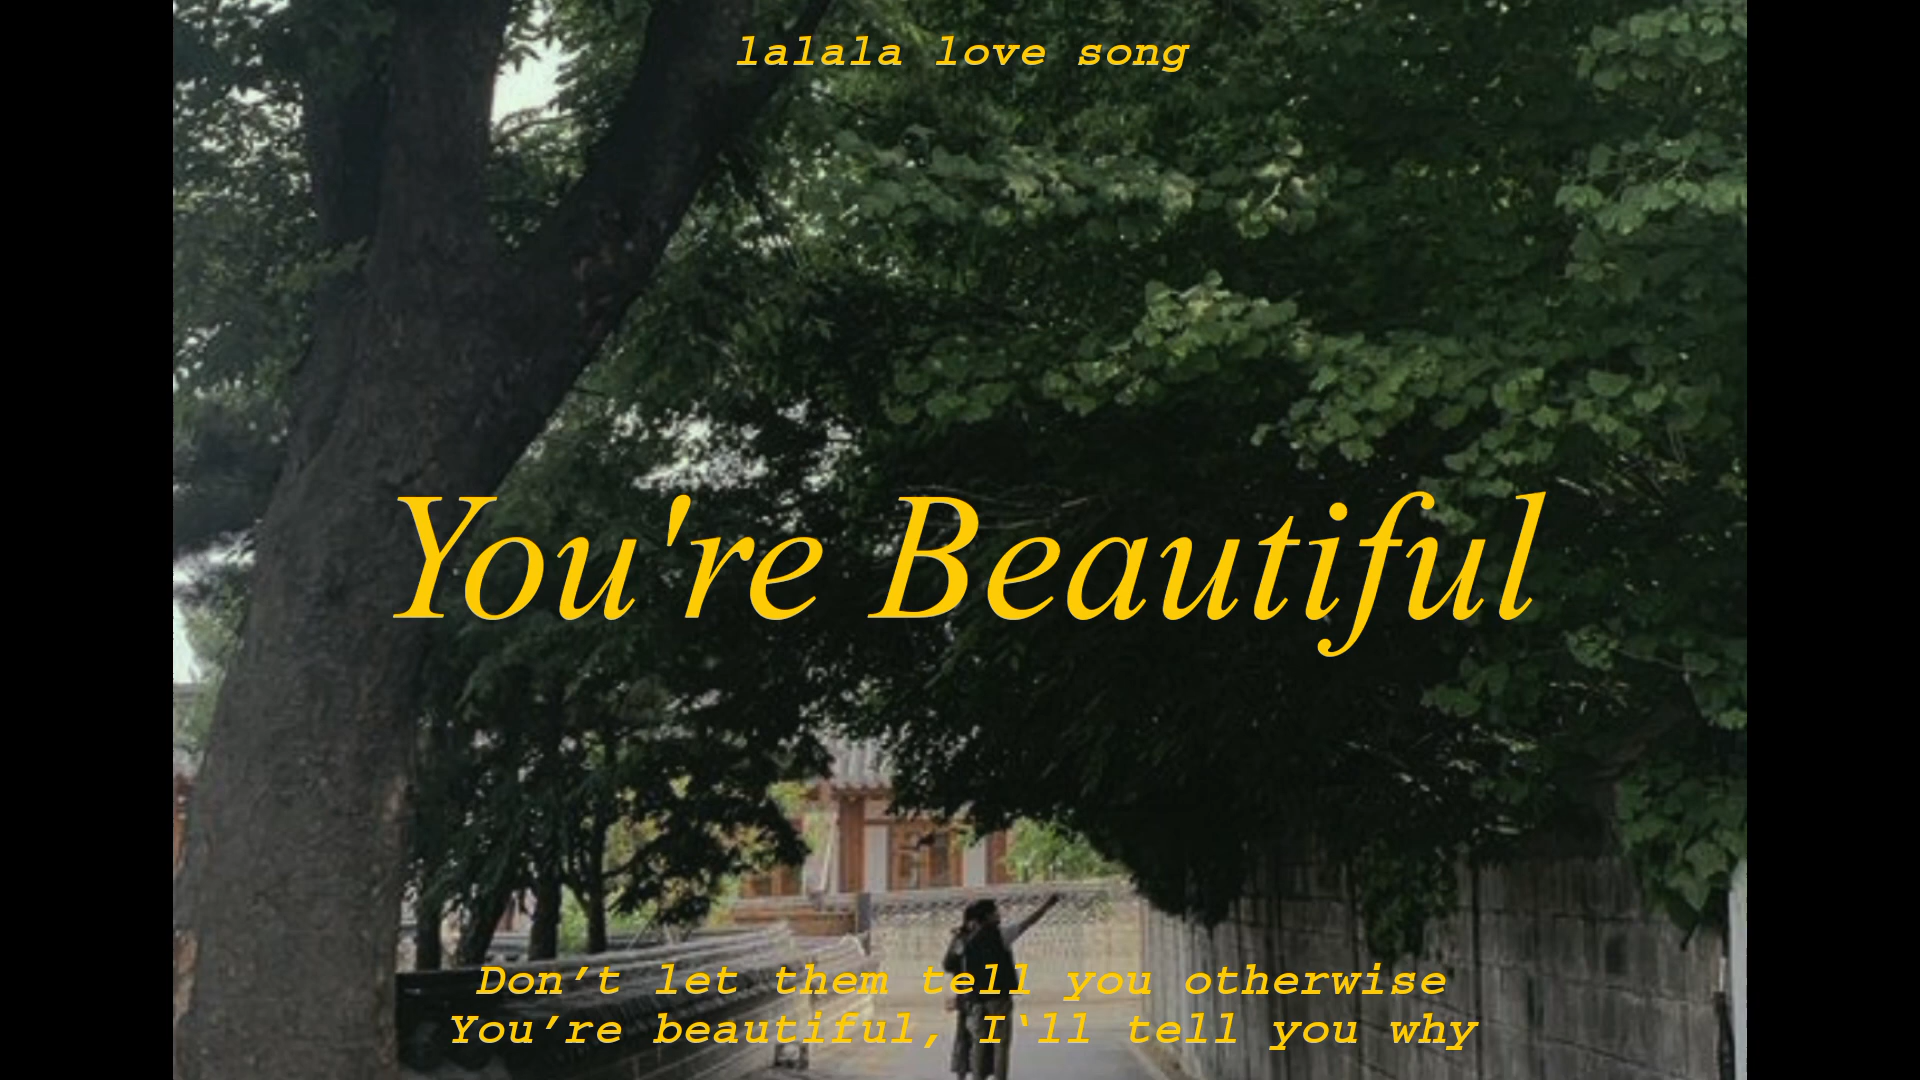 lalala love song
You're Beautiful
Don’t let them tell you otherwise
You’re beautiful, I‘ll tell you why